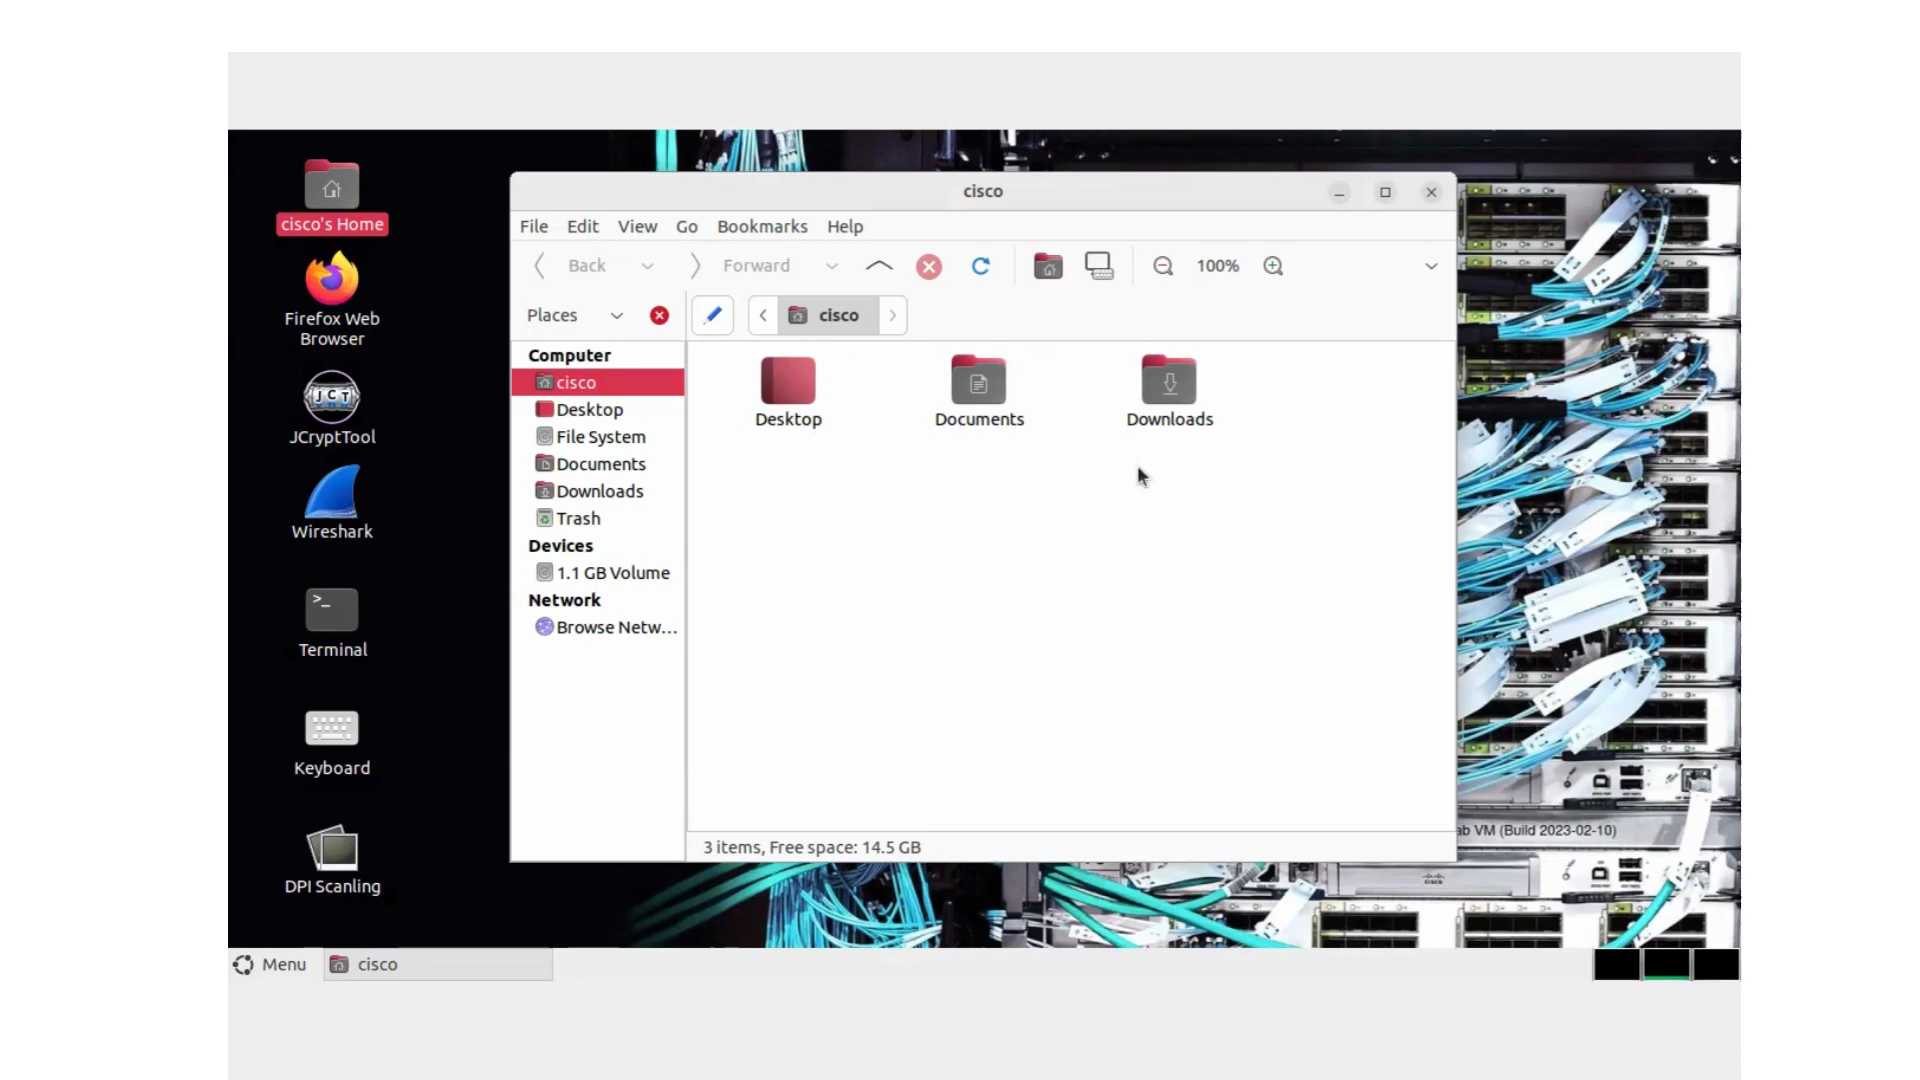 cisco's Home
Firefox Web
Browser
JCT
JCryptTool
Wireshark
>_
Terminal
Keyboard
DPI Scanling
cisco
File Edit View Go Bookmarks Help
Back Forward 100%
Places cisco
Computer
cisco
Desktop
File System
Documents
Downloads
Trash
Devices
1.1 GB Volume
Network
Browse Netw...
Desktop Documents Downloads
3 items, Free space: 14.5 GB
ab VM (Build 2023-02-10)
cisco
Menu cisco